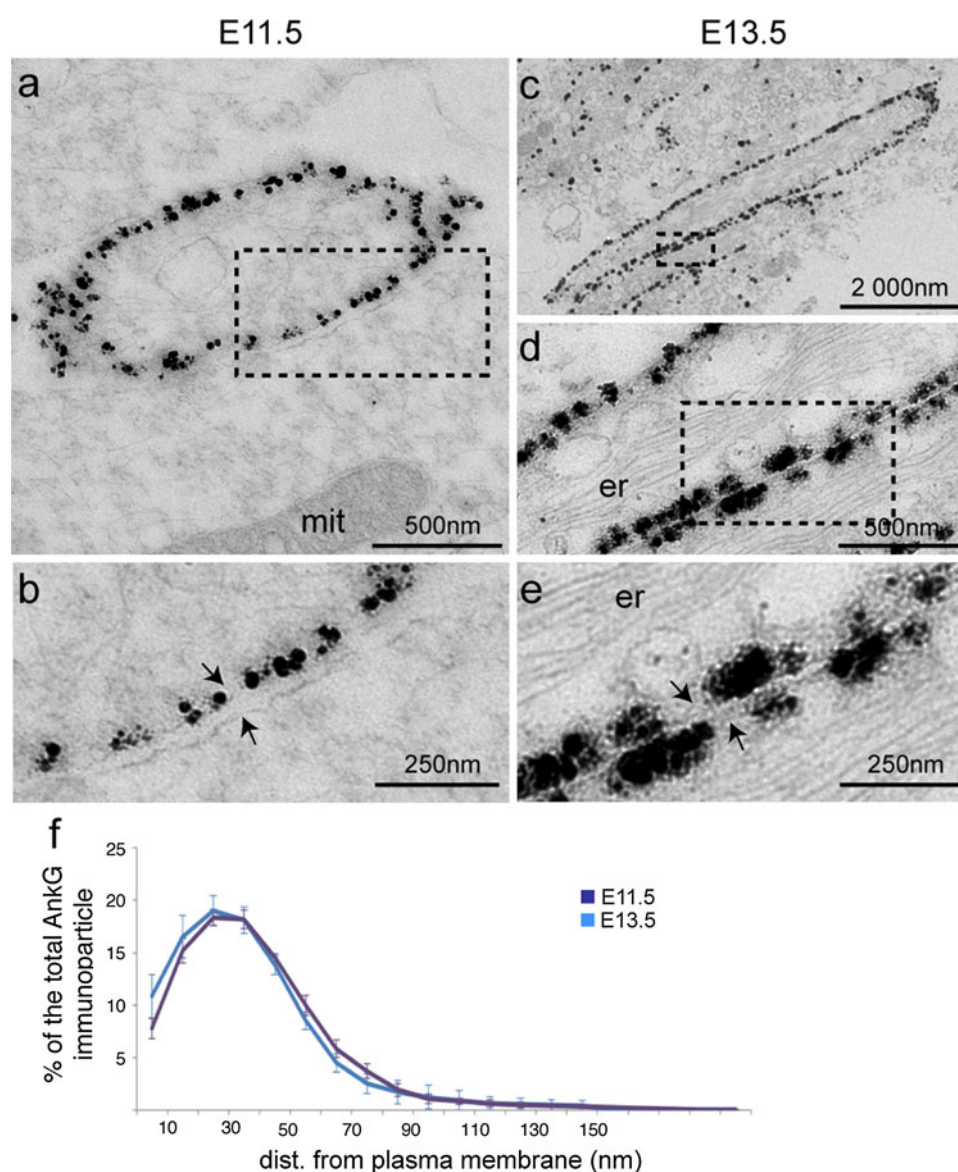 E11.5
E13.5
a
c
2 000nm
d
er
500nm
mit
500nm
b
250nm
e
er
250nm
f
% of the total AnkG
immunoparticle
25
20
15
10
5
E11.5
E13.5
10 30 50 70 90 110 130 150
dist. from plasma membrane (nm)